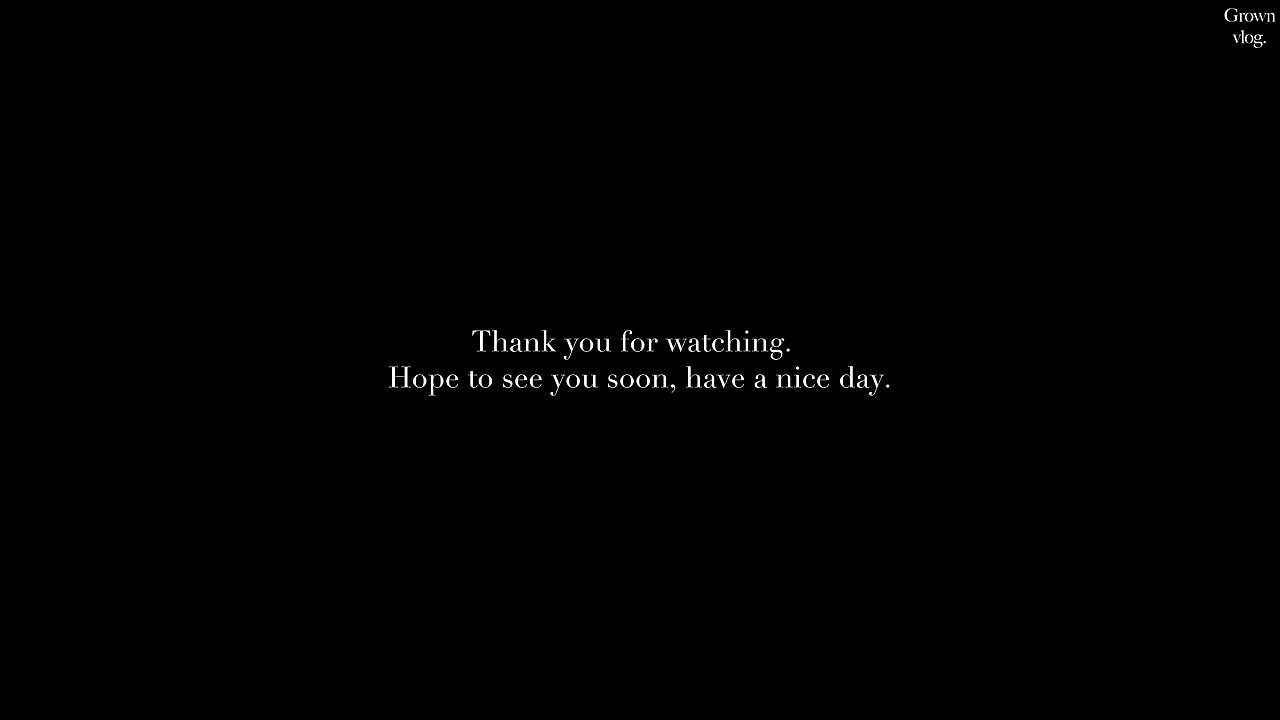 Grown
vlog.
Thank you for watching.
Hope to see you soon, have a nice day.